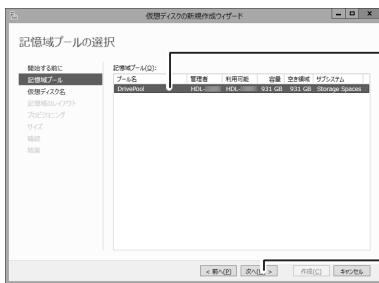 仮想ディスクの新規作成ウィザード
記憶域プールの選択
開始する前に
記憶域プール
仮想ディスク名
記憶域のレイアウト
プロビジョニング
サイズ
確認
結果
記憶域プール(O):
プール名 管理者 利用可能 容量 空き領域 サブシステム
DrivePool HDL- HDL- 931 GB 931 GB Storage Spaces
< 前へ(P) 次へ( >
作成(C) キャンセル